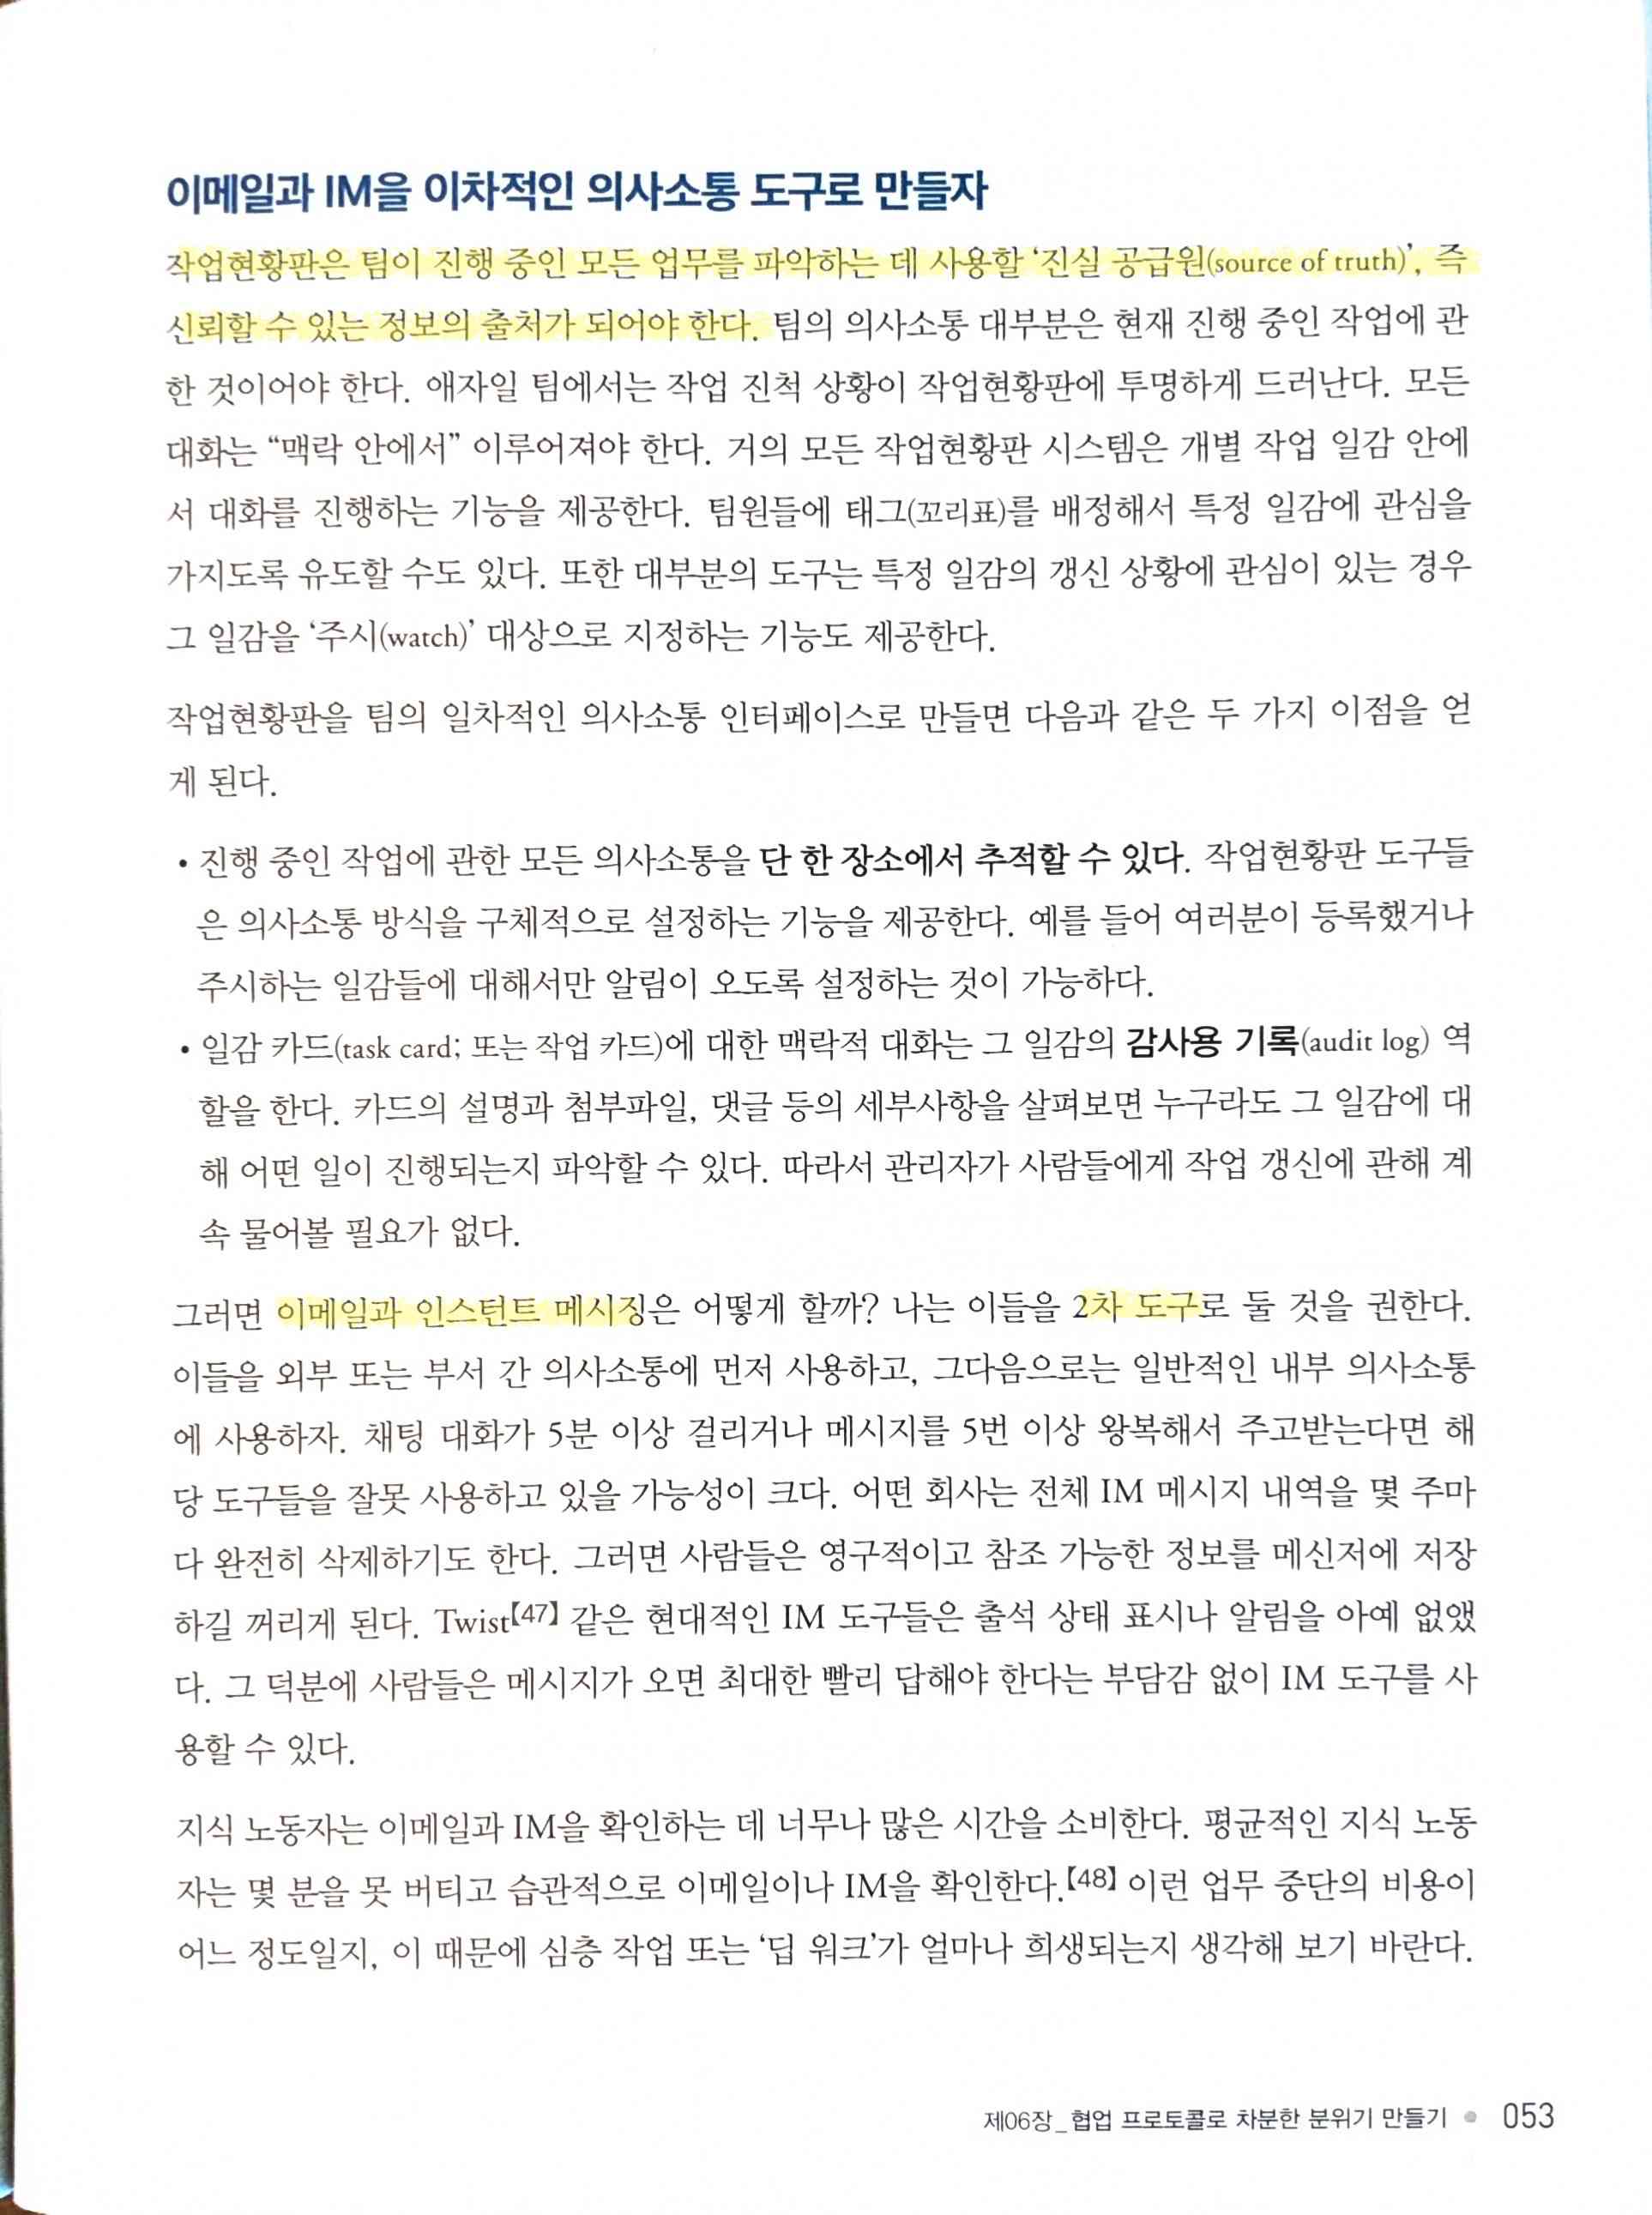 이메일과 IM을 이차적인 의사소통 도구로 만들자
작업현황판은 팀이 진행 중인 모든 업무를 파악하는 데 사용할 ‘진실 공급원(source of truth)’, 즉
신뢰할 수 있는 정보의 출처가 되어야 한다. 팀의 의사소통 대부분은 현재 진행 중인 작업에 관
한 것이어야 한다. 애자일 팀에서는 작업 진척 상황이 작업현황판에 투명하게 드러난다. 모든
대화는 “맥락 안에서” 이루어져야 한다. 거의 모든 작업현황판 시스템은 개별 작업 일감 안에
서 대화를 진행하는 기능을 제공한다. 팀원들에 태그(꼬리표)를 배정해서 특정 일감에 관심을
가지도록 유도할 수도 있다. 또한 대부분의 도구는 특정 일감의 갱신 상황에 관심이 있는 경우
그 일감을 ‘주시(watch)’ 대상으로 지정하는 기능도 제공한다.
작업현황판을 팀의 일차적인 의사소통 인터페이스로 만들면 다음과 같은 두 가지 이점을 얻
게 된다.
• 진행 중인 작업에 관한 모든 의사소통을 단 한 장소에서 추적할 수 있다. 작업현황판 도구들
은 의사소통 방식을 구체적으로 설정하는 기능을 제공한다. 예를 들어 여러분이 등록했거나
주시하는 일감들에 대해서만 알림이 오도록 설정하는 것이 가능하다.
• 일감 카드(task card; 또는 작업 카드)에 대한 맥락적 대화는 그 일감의 감사용 기록(audit log) 역
할을 한다. 카드의 설명과 첨부파일, 댓글 등의 세부사항을 살펴보면 누구라도 그 일감에 대
해 어떤 일이 진행되는지 파악할 수 있다. 따라서 관리자가 사람들에게 작업 갱신에 관해 계
속 물어볼 필요가 없다.
그러면 이메일과 인스턴트 메시징은 어떻게 할까? 나는 이들을 2차 도구로 둘 것을 권한다.
이들을 외부 또는 부서 간 의사소통에 먼저 사용하고, 그다음으로는 일반적인 내부 의사소통
에 사용하자. 채팅 대화가 5분 이상 걸리거나 메시지를 5번 이상 왕복해서 주고받는다면 해
당 도구들을 잘못 사용하고 있을 가능성이 크다. 어떤 회사는 전체 IM 메시지 내역을 몇 주마
다 완전히 삭제하기도 한다. 그러면 사람들은 영구적이고 참조 가능한 정보를 메신저에 저장
하길 꺼리게 된다. Twist【47】 같은 현대적인 IM 도구들은 출석 상태 표시나 알림을 아예 없앴
다. 그 덕분에 사람들은 메시지가 오면 최대한 빨리 답해야 한다는 부담감 없이 IM 도구를 사
용할 수 있다.
지식 노동자는 이메일과 IM을 확인하는 데 너무나 많은 시간을 소비한다. 평균적인 지식 노동
자는 몇 분을 못 버티고 습관적으로 이메일이나 IM을 확인한다.【48】 이런 업무 중단의 비용이
어느 정도일지, 이 때문에 심층 작업 또는 ‘딥 워크’가 얼마나 희생되는지 생각해 보기 바란다.
제06장_협업 프로토콜로 차분한 분위기 만들기 • 053